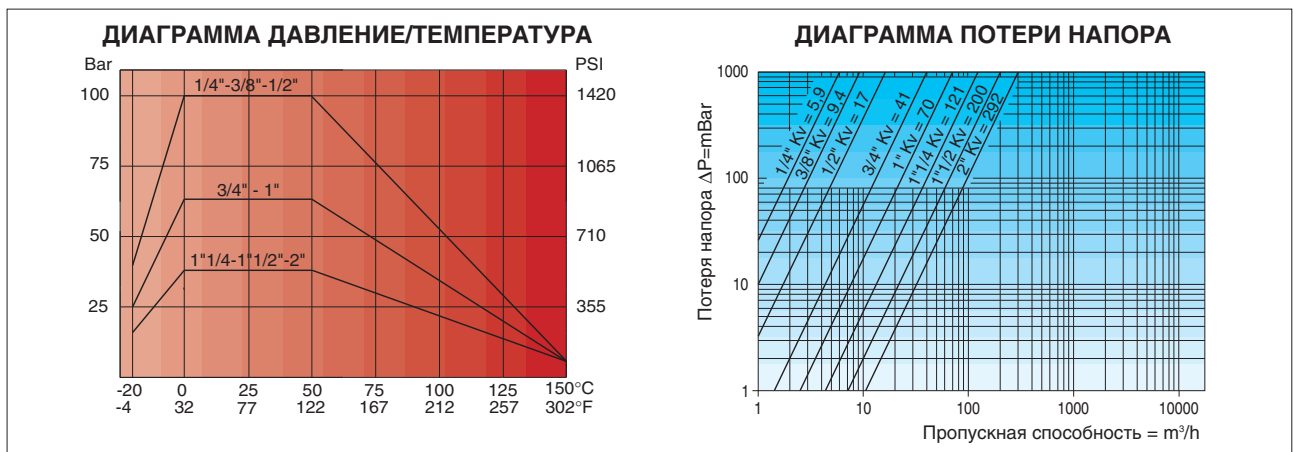 ДИАГРАММА ДАВЛЕНИЕ/ТЕМПЕРАТУРА
Bar
PSI
1/4"-3/8"-1/2"
100
1420
75
1065
3/4" - 1"
50
710
1"1/4-1"1/2"-2"
25
355
-20 0 25 50 75 100 125 150°C
-4 32 77 122 167 212 257 302°F
ДИАГРАММА ПОТЕРИ НАПОРА
Потеря напора ΔP=mBar
1000
100
10
1
1/4" Kv = 5,9
3/8" Kv = 9,4
1/2" Kv = 17
3/4" Kv = 41
1" Kv = 70
1"1/4 Kv = 121
1"1/2 Kv = 200
2" Kv = 292
1 10 100 1000 10000
Пропускная способность = m³/h